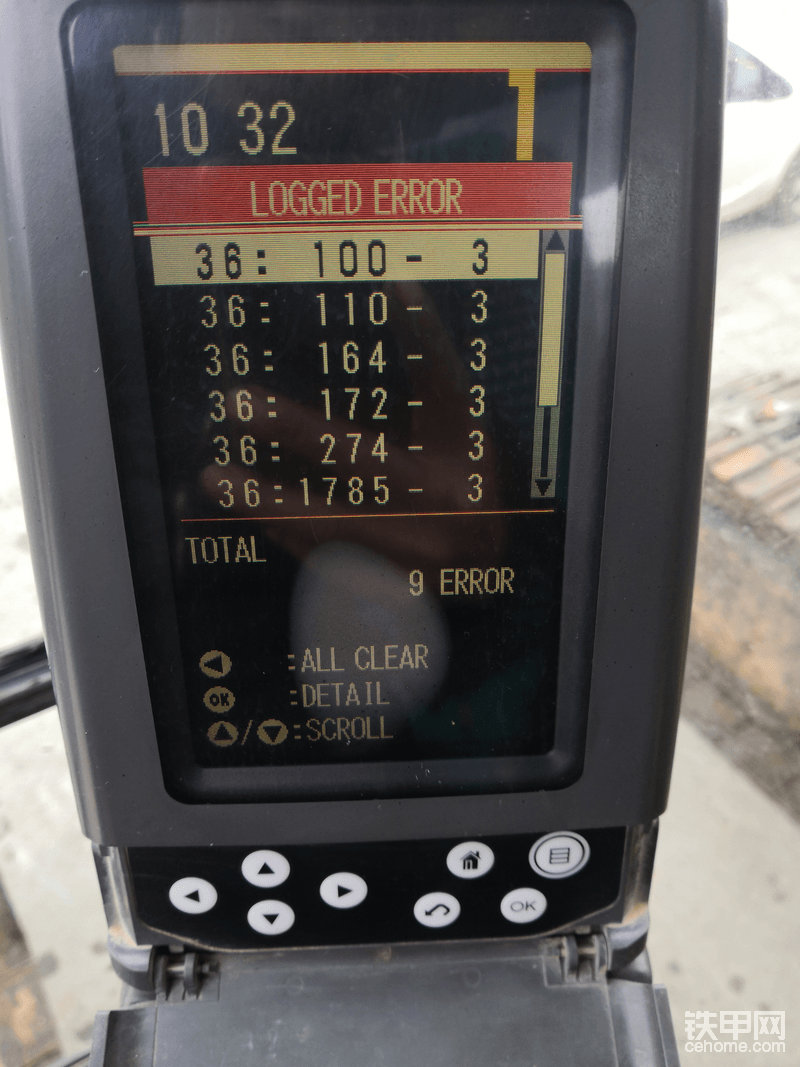 10 32
LOGGED ERROR
36: 100- 3
36: 110- 3
36: 164- 3
36: 172- 3
36: 274- 3
36:1785- 3
TOTAL
9 ERROR
:ALL CLEAR
OK :DETAIL
/ :SCROLL
OK
铁甲网
cehome.com